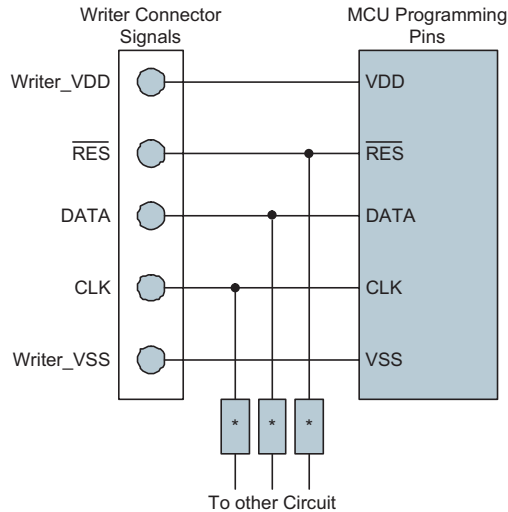 Writer Connector
Signals
MCU Programming
Pins
Writer_VDD
VDD
RES
RES
DATA
DATA
CLK
CLK
Writer_VSS
VSS
* * *
To other Circuit